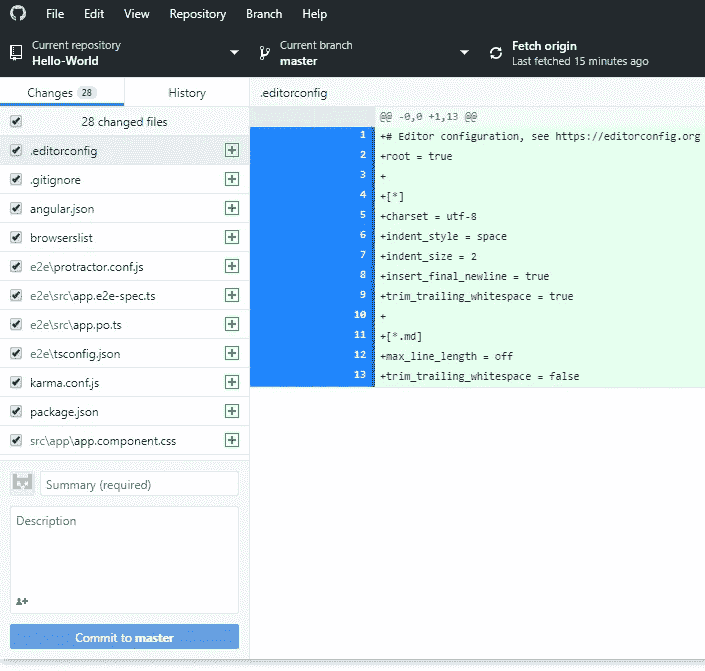 File Edit View Repository Branch Help
Current repository
Hello-World
Current branch
master
Fetch origin
Last fetched 15 minutes ago
Changes 28
History
.editorconfig
28 changed files
.editorconfig
.gitignore
angular.json
browserslist
e2e\protractor.conf.js
e2e\src\app.e2e-spec.ts
e2e\src\app.po.ts
e2e\tsconfig.json
karma.conf.js
package.json
src\app\app.component.css
Summary (required)
Description
Commit to master
@@ -0,0 +1,13 @@
1 +# Editor configuration, see https://editorconfig.org
2 +root = true
3 +
4 +[*]
5 +charset = utf-8
6 +indent_style = space
7 +indent_size = 2
8 +insert_final_newline = true
9 +trim_trailing_whitespace = true
10 +
11 +[*.md]
12 +max_line_length = off
13 +trim_trailing_whitespace = false